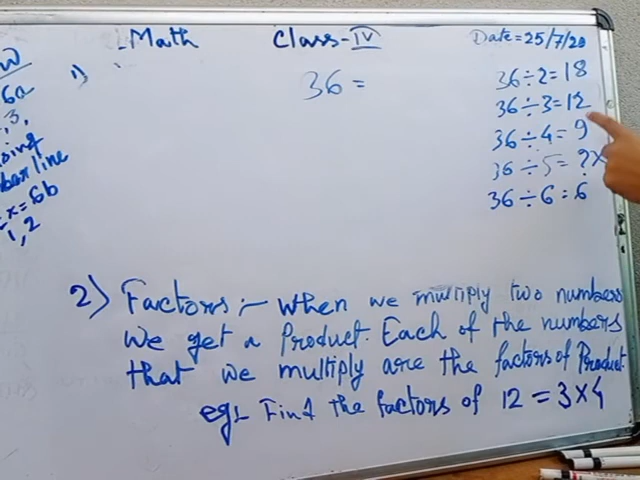 Math Class-IV Date=25/7/20
6a
3,
1)
36 =
36÷2=18
36÷3=12
36÷4=9
36÷5=?x
36÷6=6
line
x=6b
1,2
2) Factors:- When we multiply two numbers
We get a Product. Each of the numbers
that we multiply are the factors of Product.
eg- Find the factors of 12 = 3×4